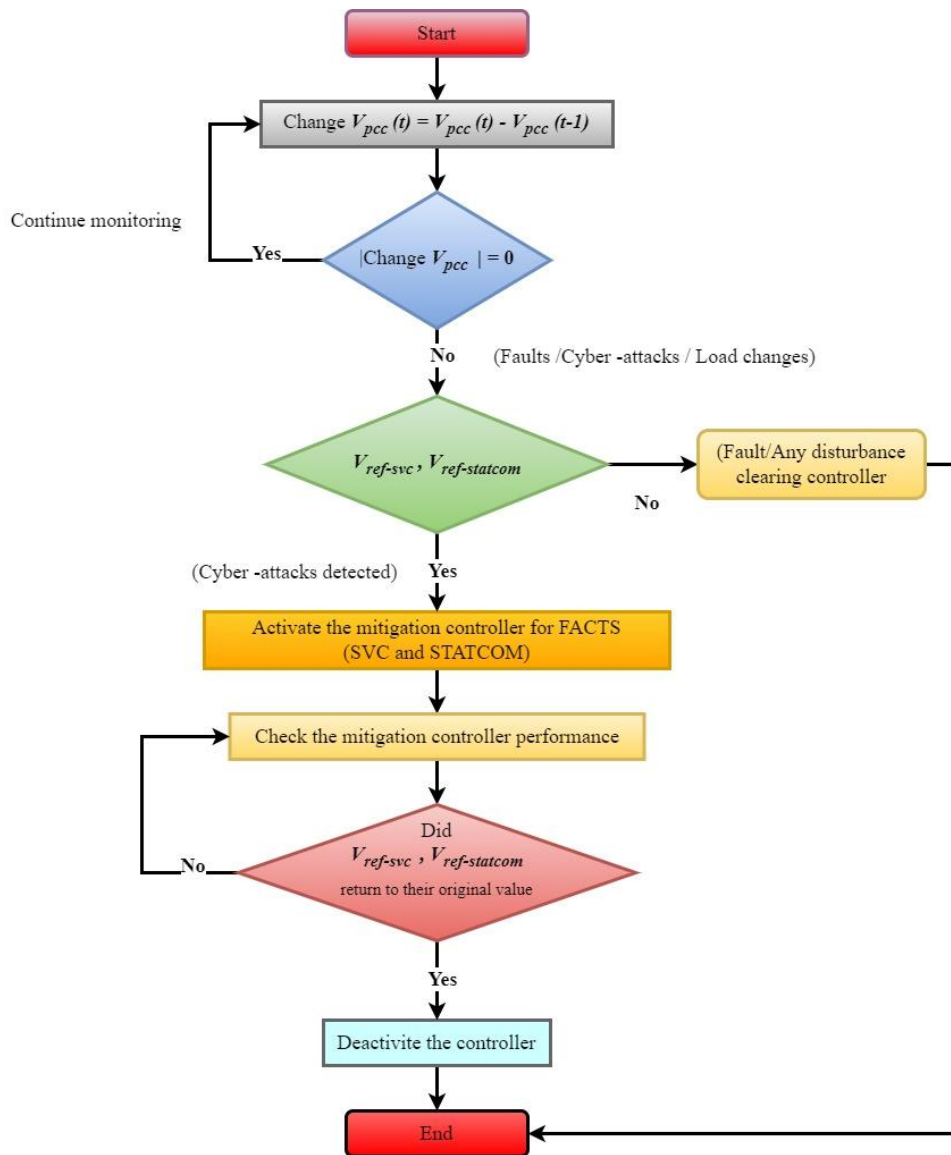 Start
Change V_pcc (t) = V_pcc (t) - V_pcc (t-1)
Continue monitoring
Yes
|Change V_pcc | = 0
No
(Faults /Cyber -attacks / Load changes)
V_ref-svc , V_ref-statcom
(Fault/Any disturbance
clearing controller
No
(Cyber -attacks detected)
Yes
Activate the mitigation controller for FACTS
(SVC and STATCOM)
Check the mitigation controller performance
Did
V_ref-svc , V_ref-statcom
return to their original value
No
Yes
Deactivite the controller
End